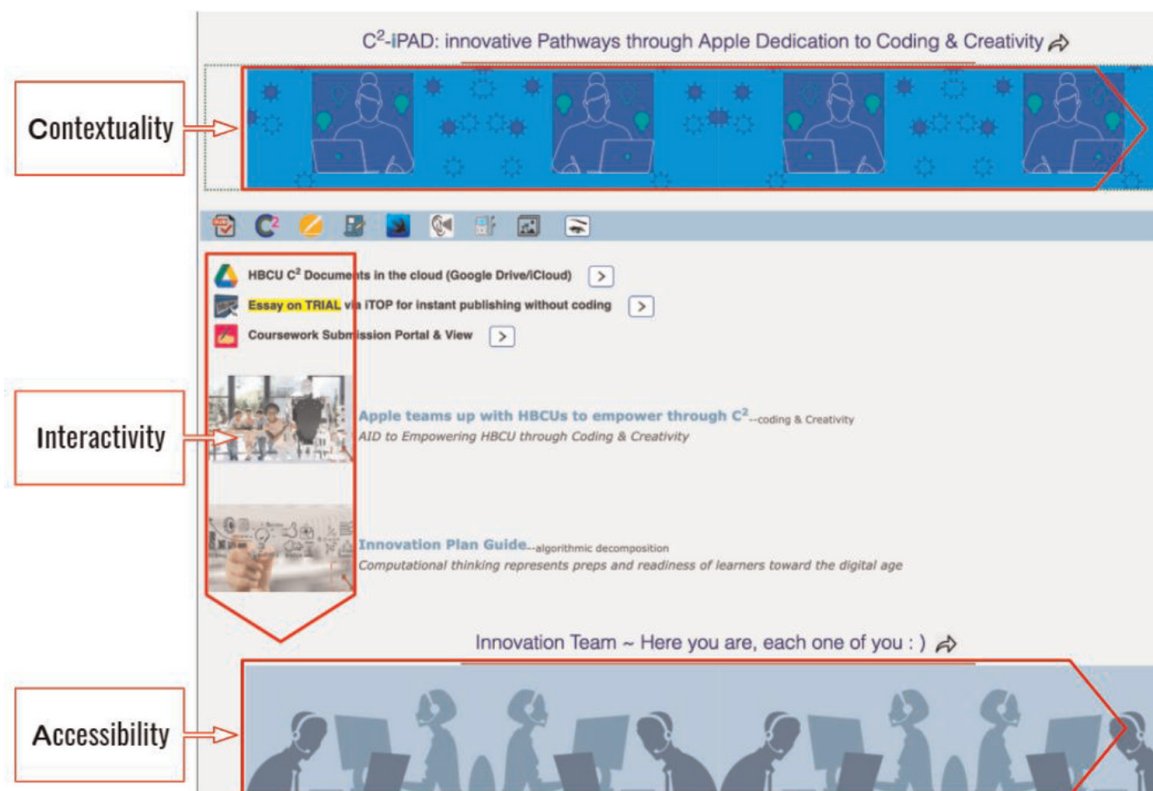 C²-iPAD: innovative Pathways through Apple Dedication to Coding & Creativity
Contextuality
C²
HBCU C² Documents in the cloud (Google Drive/iCloud)
Essay on TRIAL via iTOP for instant publishing without coding
Coursework Submission Portal & View
Interactivity
Apple teams up with HBCUs to empower through C²--coding & Creativity
AID to Empowering HBCU through Coding & Creativity
Innovation Plan Guide--algorithmic decomposition
Computational thinking represents preps and readiness of learners toward the digital age
Innovation Team ~ Here you are, each one of you : )
Accessibility